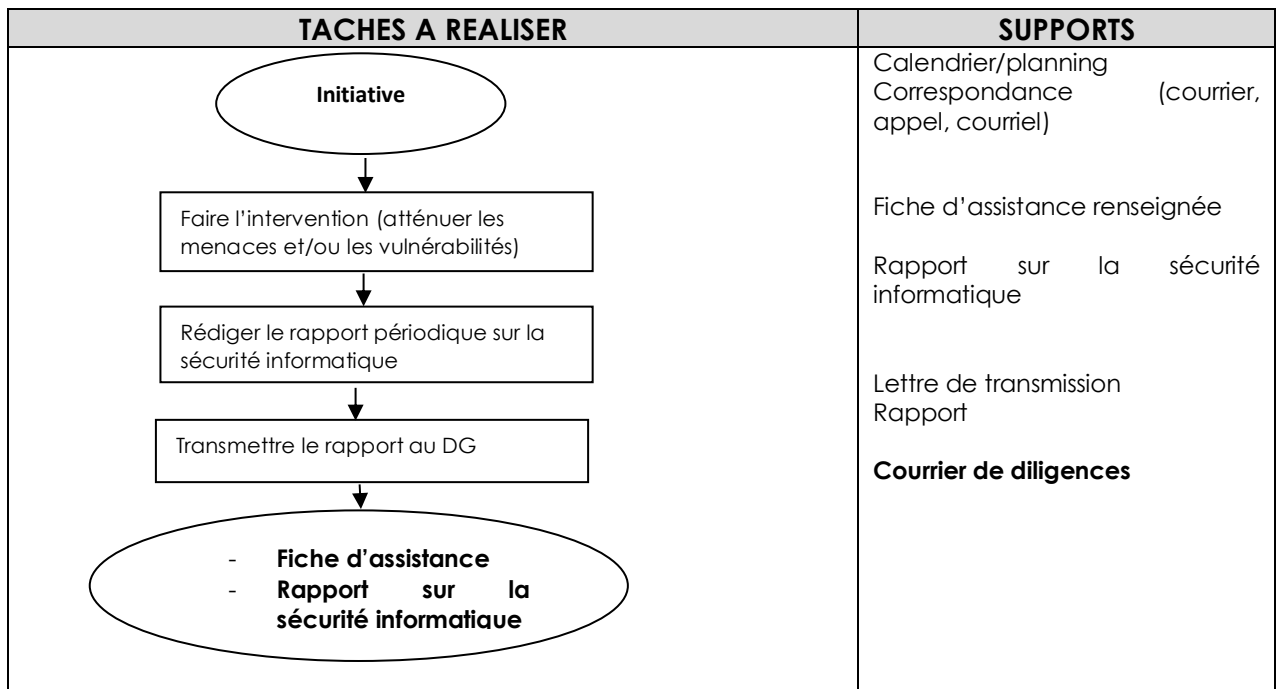 TACHES A REALISER
SUPPORTS
Initiative
Faire l’intervention (atténuer les
menaces et/ou les vulnérabilités)
Rédiger le rapport périodique sur la
sécurité informatique
Transmettre le rapport au DG
- Fiche d’assistance
- Rapport sur la
sécurité informatique
Calendrier/planning
Correspondance (courrier,
appel, courriel)
Fiche d’assistance renseignée
Rapport sur la sécurité
informatique
Lettre de transmission
Rapport
Courrier de diligences